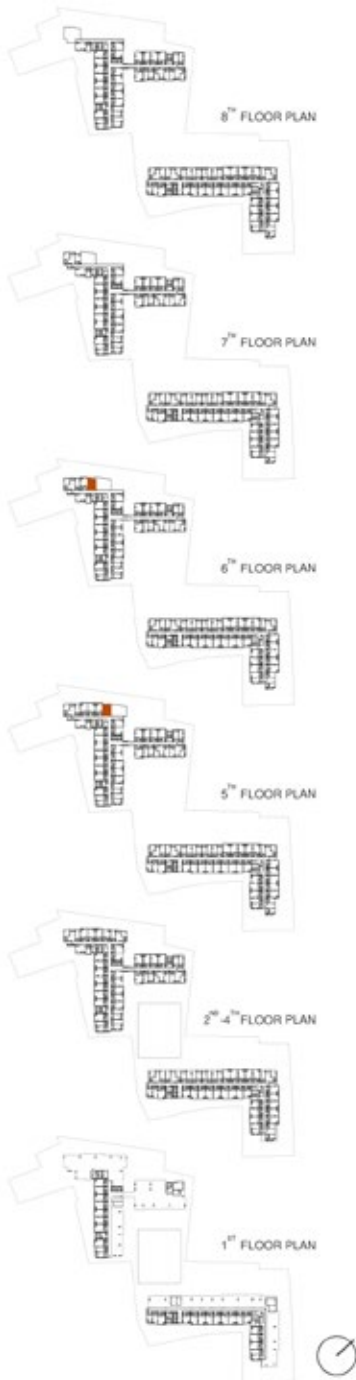 8TH FLOOR PLAN
7TH FLOOR PLAN
6TH FLOOR PLAN
5TH FLOOR PLAN
2ND-4TH FLOOR PLAN
1ST FLOOR PLAN